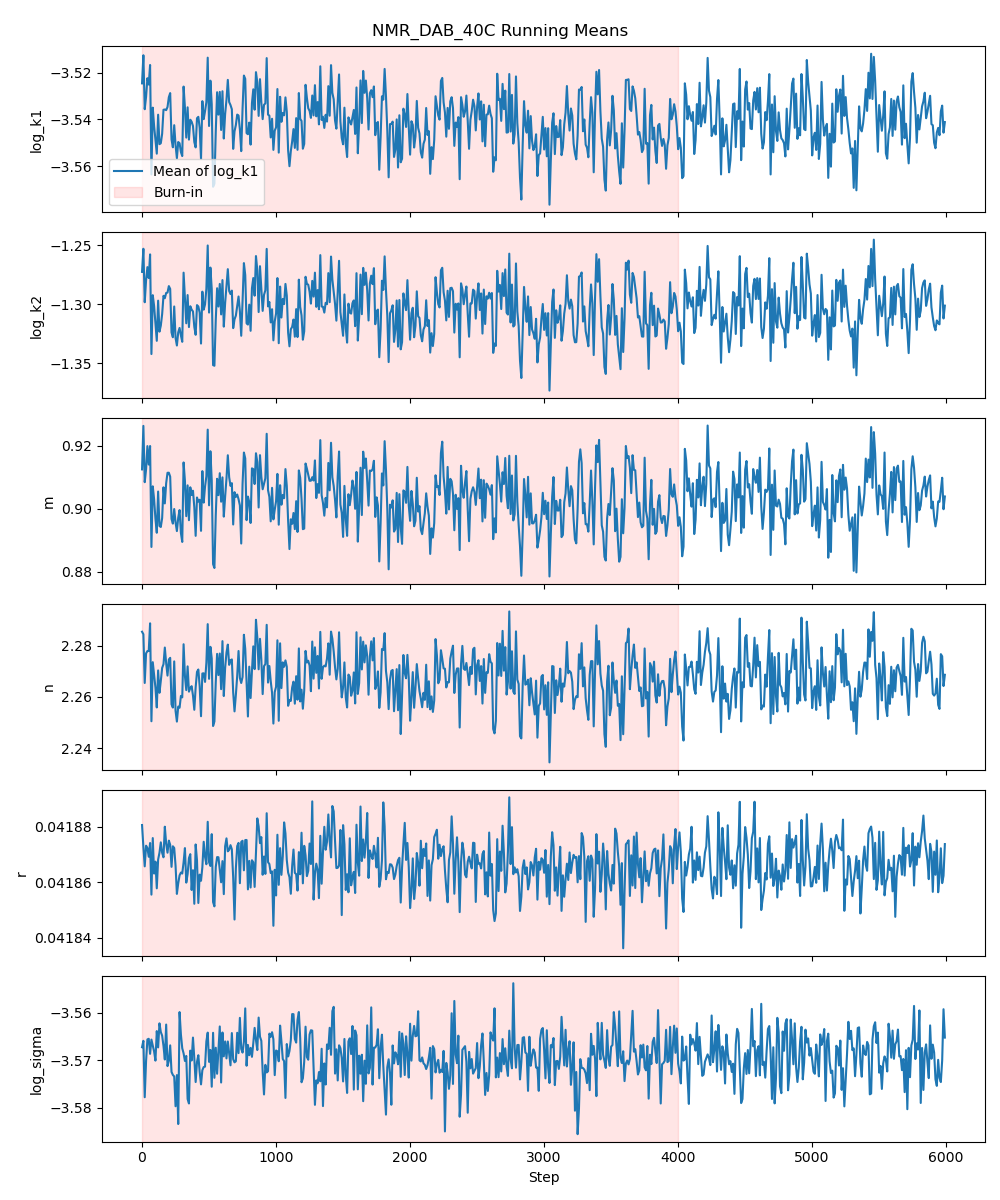 NMR_DAB_40C Running Means
−3.52
−3.54
−3.56
log_k1
Mean of log_k1
Burn-in
−1.25
−1.30
−1.35
log_k2
0.92
0.90
0.88
m
2.28
2.26
2.24
n
0.04188
0.04186
0.04184
r
−3.56
−3.57
−3.58
log_sigma
0
1000
2000
3000
4000
5000
6000
Step